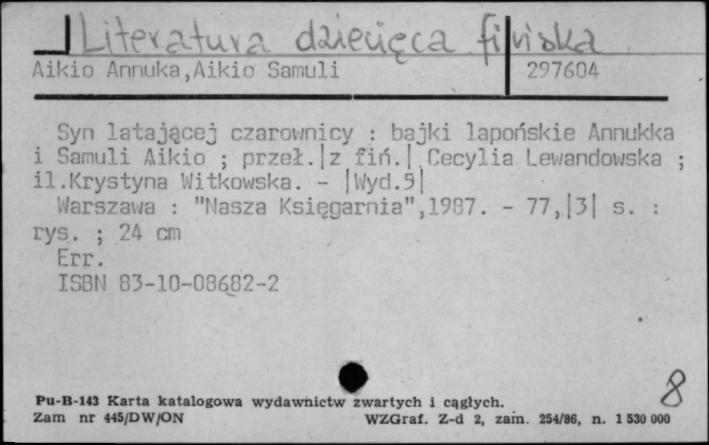 Literatura dziecięca fińska
Aikio Annuka,Aikio Samuli 297604
Syn latającej czarownicy : bajki lapońskie Annukka
i Samuli Aikio ; przeł.|z fiń.| Cecylia Lewandowska ;
il.Krystyna Witkowska. - |Wyd.5|
Warszawa : "Nasza Księgarnia",1987. - 77,|3| s. :
rys. ; 24 cm
Err.
ISBN 83-10-08682-2
8
Pu-B-143 Karta katalogowa wydawnictw zwartych i cągłych.
Zam nr 445/DW/ON WZGraf. Z-d 2, zam. 254/86, n. 1 530 000